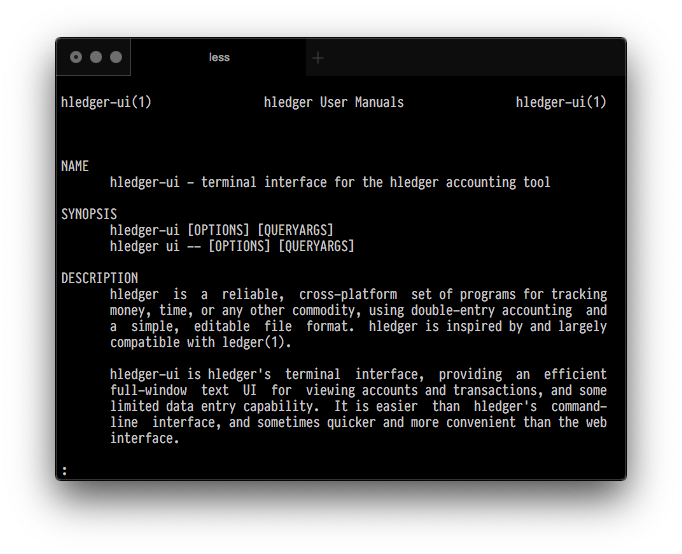 less +
hledger-ui(1) hledger User Manuals hledger-ui(1)
NAME
hledger-ui - terminal interface for the hledger accounting tool
SYNOPSIS
hledger-ui [OPTIONS] [QUERYARGS]
hledger ui -- [OPTIONS] [QUERYARGS]
DESCRIPTION
hledger is a reliable, cross-platform set of programs for tracking
money, time, or any other commodity, using double-entry accounting and
a simple, editable file format. hledger is inspired by and largely
compatible with ledger(1).
hledger-ui is hledger's terminal interface, providing an efficient
full-window text UI for viewing accounts and transactions, and some
limited data entry capability. It is easier than hledger's command-
line interface, and sometimes quicker and more convenient than the web
interface.
: